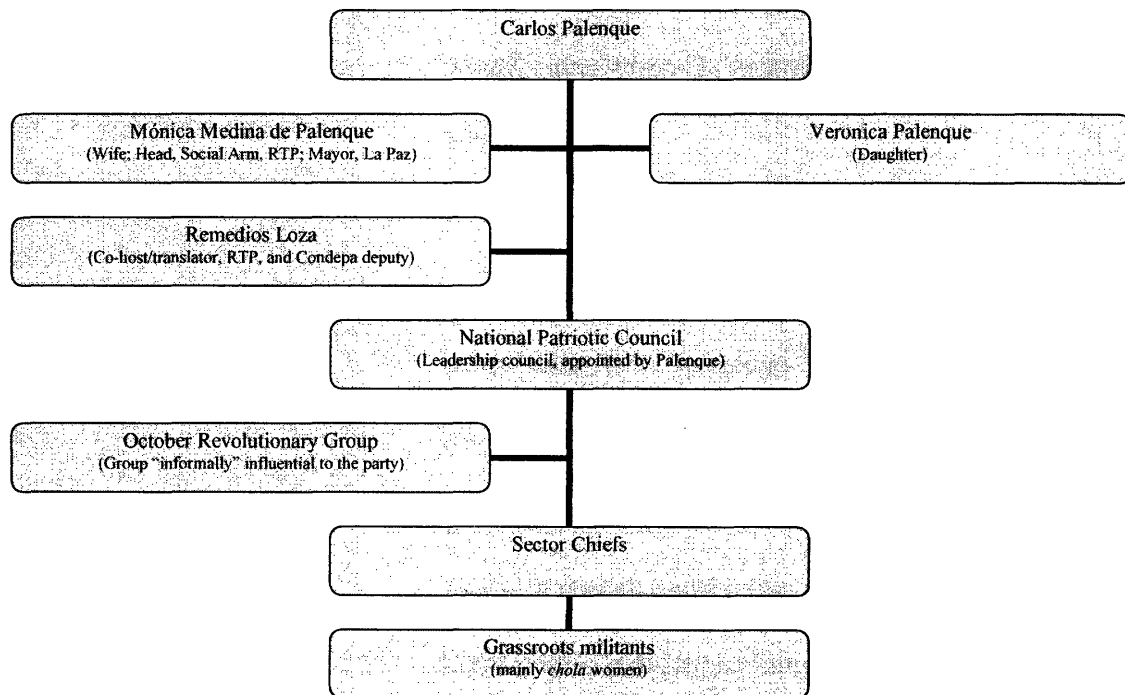 Carlos Palenque
Mónica Medina de Palenque
(Wife; Head, Social Arm, RTP; Mayor, La Paz)
Veronica Palenque
(Daughter)
Remedios Loza
(Co-host/translator, RTP, and Condepa deputy)
National Patriotic Council
(Leadership council, appointed by Palenque)
October Revolutionary Group
(Group "informally" influential to the party)
Sector Chiefs
Grassroots militants
(mainly chola women)